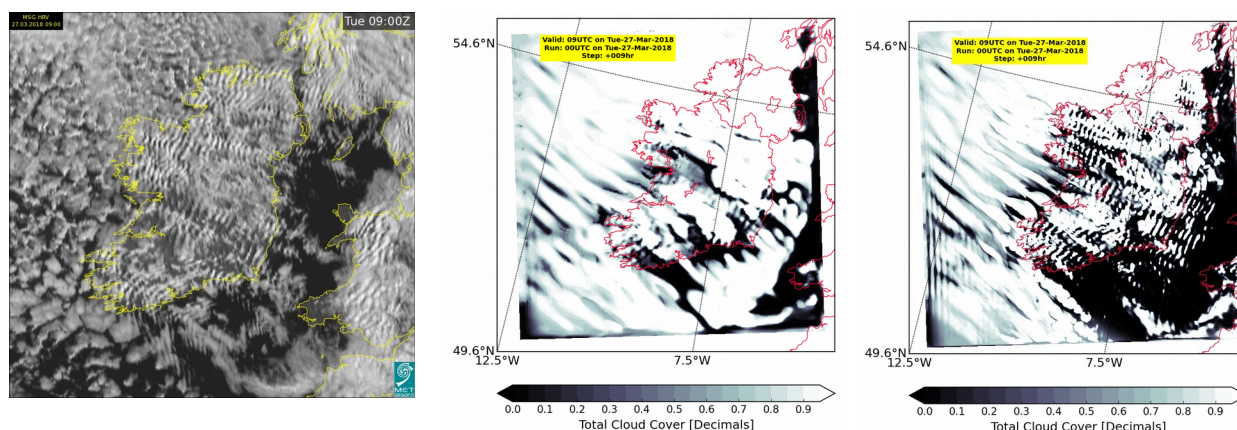 MSG HRV
27.03.2018 09:00
Tue 09:00Z
MET
54.6°N
49.6°N
12.5°W
7.5°W
Valid: 09UTC on Tue-27-Mar-2018
Run: 00UTC on Tue-27-Mar-2018
Step: +009hr
0.0 0.1 0.2 0.3 0.4 0.5 0.6 0.7 0.8 0.9
Total Cloud Cover [Decimals]
54.6°N
49.6°N
12.5°W
7.5°W
Valid: 09UTC on Tue-27-Mar-2018
Run: 00UTC on Tue-27-Mar-2018
Step: +009hr
0.0 0.1 0.2 0.3 0.4 0.5 0.6 0.7 0.8 0.9
Total Cloud Cover [Decimals]